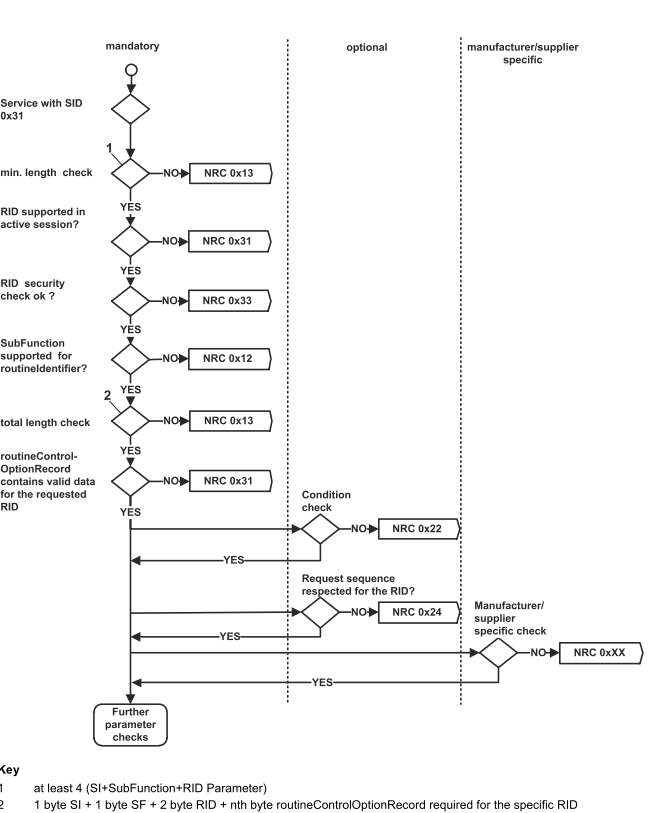 mandatory
optional
manufacturer/supplier
specific
Service with SID
0x31
1
min. length check
NO
NRC 0x13
YES
RID supported in
active session?
NO
NRC 0x31
YES
RID security
check ok ?
NO
NRC 0x33
YES
SubFunction
supported for
routineIdentifier?
NO
NRC 0x12
YES
2
total length check
NO
NRC 0x13
YES
routineControl-
OptionRecord
contains valid data
for the requested
RID
NO
NRC 0x31
YES
Condition
check
NO
NRC 0x22
YES
Request sequence
respected for the RID?
NO
NRC 0x24
YES
Manufacturer/
supplier
specific check
NO
NRC 0xXX
YES
Further
parameter
checks
Key
1 at least 4 (SI+SubFunction+RID Parameter)
2 1 byte SI + 1 byte SF + 2 byte RID + nth byte routineControlOptionRecord required for the specific RID